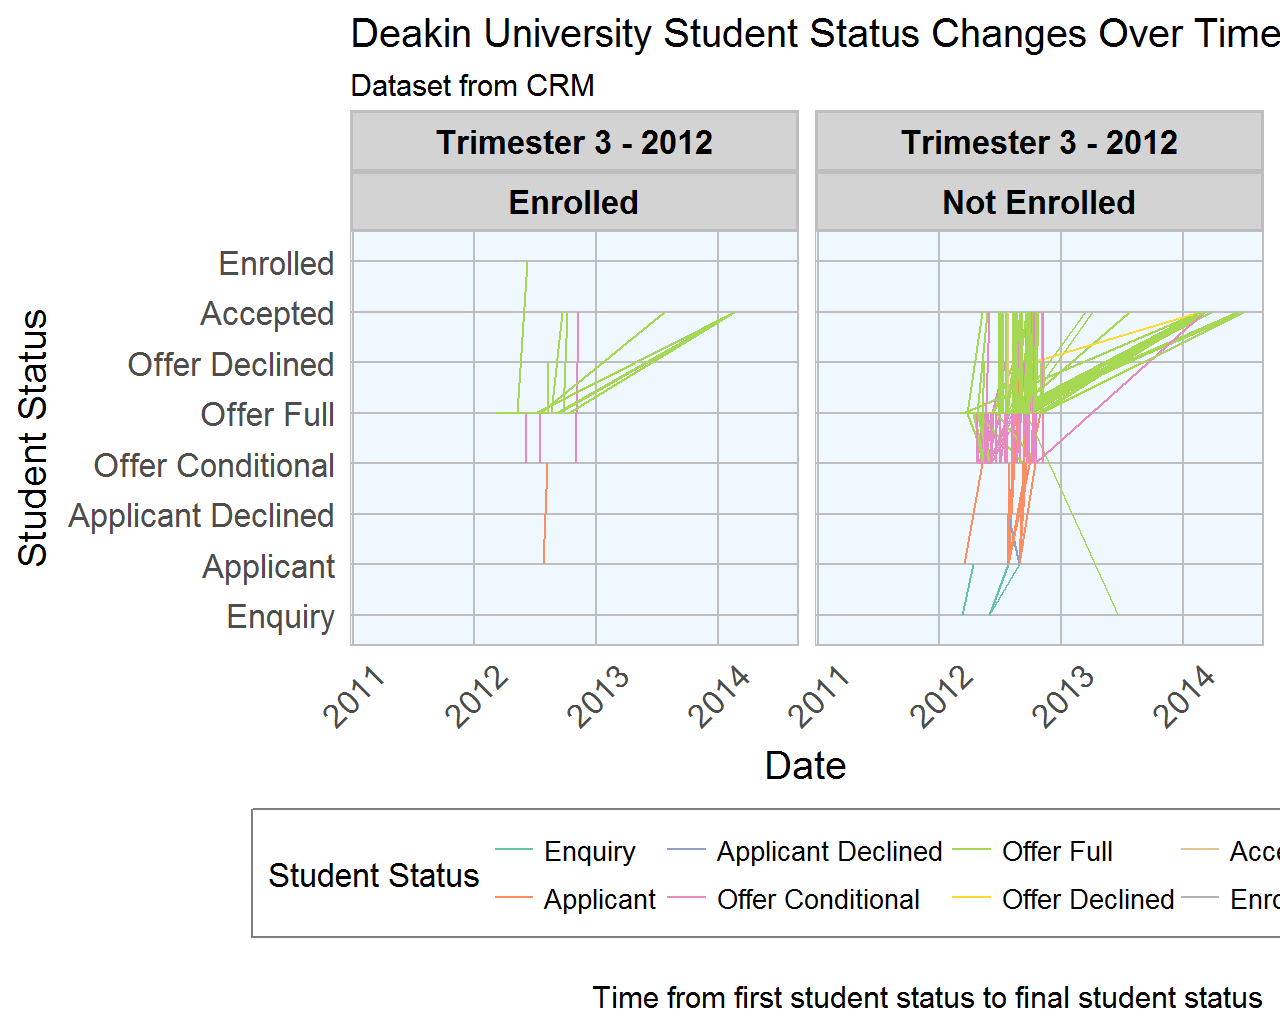 Deakin University Student Status Changes Over Time
Dataset from CRM
Trimester 3 - 2012
Trimester 3 - 2012
Enrolled
Not Enrolled
Student Status
Enrolled
Accepted
Offer Declined
Offer Full
Offer Conditional
Applicant Declined
Applicant
Enquiry
2011
2012
2013
2014
2011
2012
2013
2014
Date
Student Status
Enquiry
Applicant Declined
Offer Full
Acce
Applicant
Offer Conditional
Offer Declined
Enro
Time from first student status to final student status